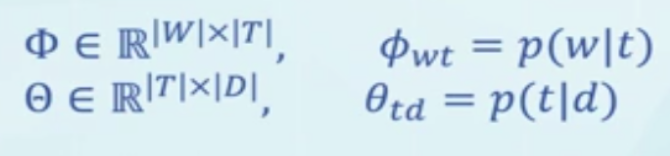 Φ ∈ ℝ^{|W|×|T|}, ϕ_{wt} = p(w|t)
Θ ∈ ℝ^{|T|×|D|}, θ_{td} = p(t|d)